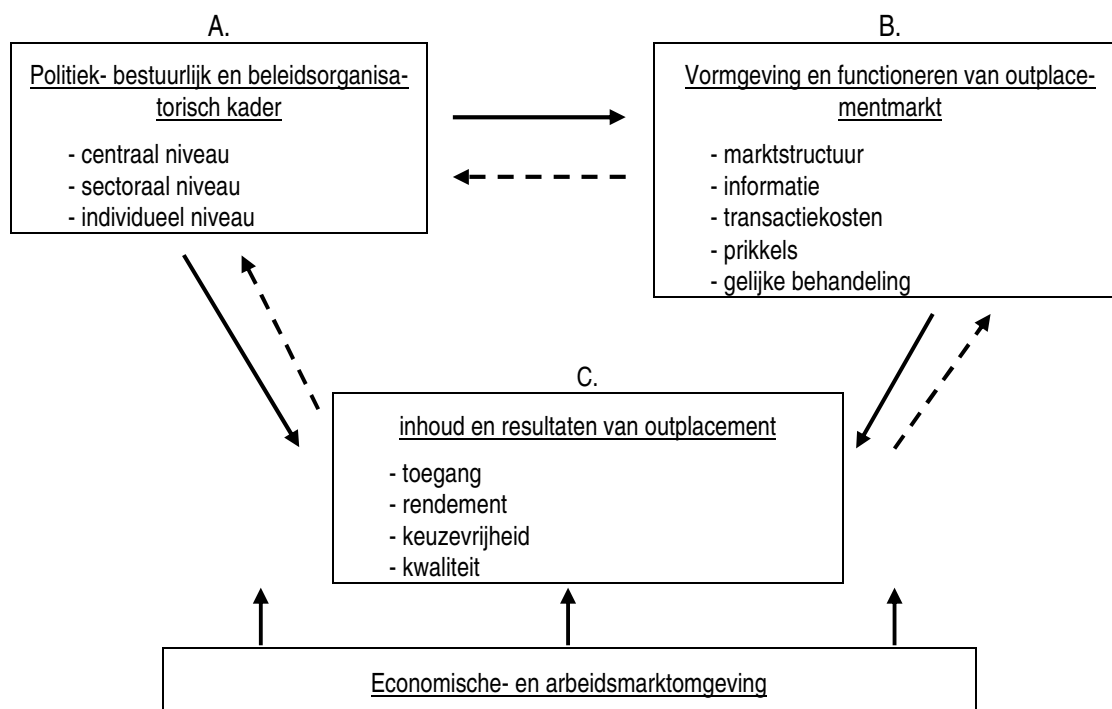 A.
Politiek- bestuurlijk en beleidsorganisa-
torisch kader
- centraal niveau
- sectoraal niveau
- individueel niveau
B.
Vormgeving en functioneren van outplace-
mentmarkt
- marktstructuur
- informatie
- transactiekosten
- prikkels
- gelijke behandeling
C.
inhoud en resultaten van outplacement
- toegang
- rendement
- keuzevrijheid
- kwaliteit
Economische- en arbeidsmarktomgeving